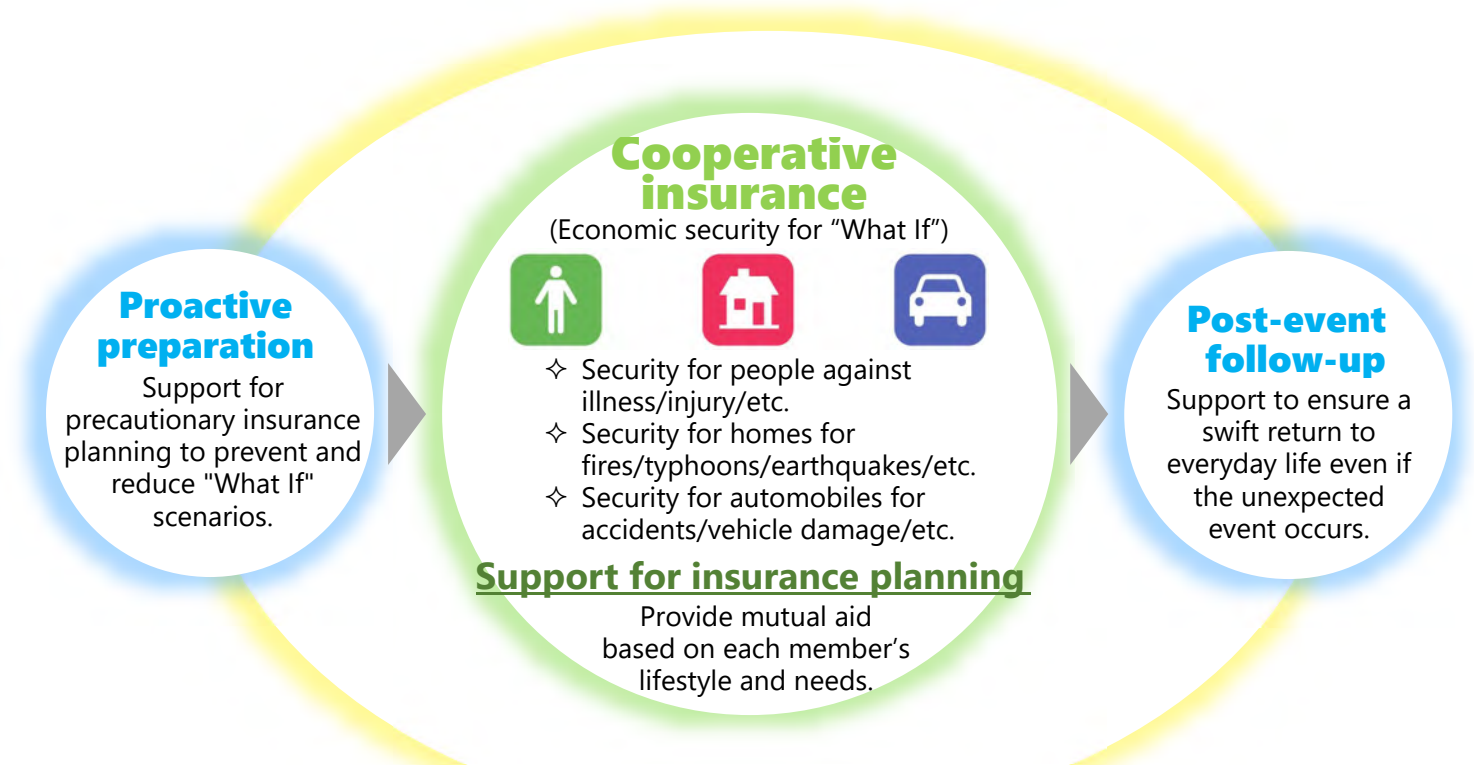 Proactive
preparation
Support for
precautionary insurance
planning to prevent and
reduce "What If"
scenarios.
Cooperative
insurance
(Economic security for “What If”)
✧ Security for people against
illness/injury/etc.
✧ Security for homes for
fires/typhoons/earthquakes/etc.
✧ Security for automobiles for
accidents/vehicle damage/etc.
Support for insurance planning
Provide mutual aid
based on each member’s
lifestyle and needs.
Post-event
follow-up
Support to ensure a
swift return to
everyday life even if
the unexpected
event occurs.